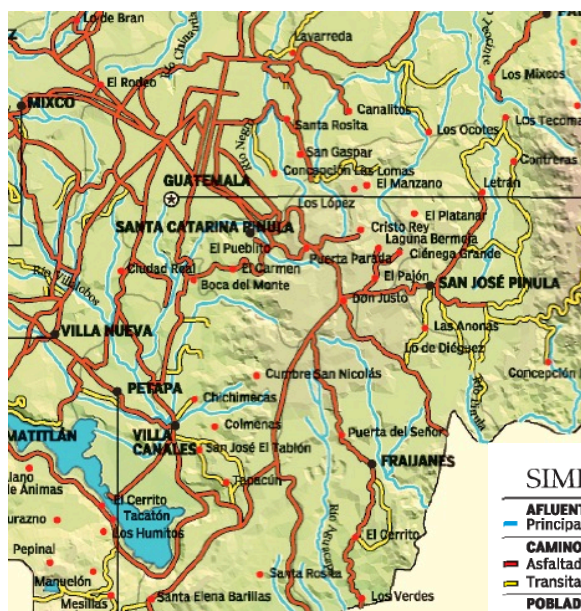 Lo de Bran
Río Chinautla
Lavarreda
El Rodeo
Los Mixcos
MIXCO
Canalitos
Santa Rosita
Los Ocotes
Los Tecoma
Río Negro
San Gaspar
Contreras
Concepción Las Lomas
GUATEMALA
El Manzano
Letrán
Los López
El Platanar
SANTA CATARINA PINULA
Cristo Rey
Laguna Bermeja
El Pueblito
Puerta Parada
Ciénega Grande
Río Villalobos
Ciudad Real
El Carmen
El Pajón
Boca del Monte
SAN JOSÉ PINULA
Don Justo
VILLA NUEVA
Las Anonas
Lo de Diéguez
Concepción
Cumbre San Nicolás
PETAPA
Chichimecas
VILLA
CANALES
Colmenas
Puerta del Señor
MATITLÁN
San José El Tablón
FRAIJANES
lano
de Ánimas
El Cerrito
Tacatón
urazno
Los Humitos
El Cerrito
Pepinal
Manuelón
Santa Rosita
Mesillas
Santa Elena Barillas
Los Verdes
SIM
AFLUENT
Principa
CAMINO
Asfaltad
Transita
POBLAD